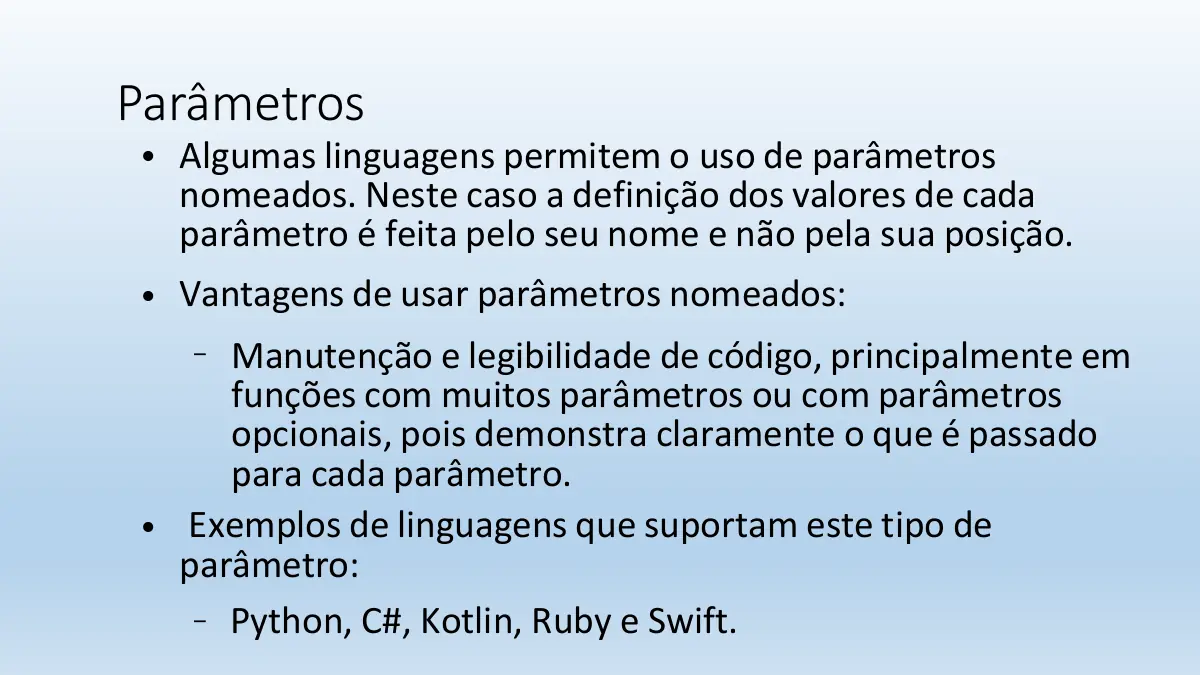 Parâmetros
• Algumas linguagens permitem o uso de parâmetros
nomeados. Neste caso a definição dos valores de cada
parâmetro é feita pelo seu nome e não pela sua posição.
• Vantagens de usar parâmetros nomeados:
– Manutenção e legibilidade de código, principalmente em
funções com muitos parâmetros ou com parâmetros
opcionais, pois demonstra claramente o que é passado
para cada parâmetro.
• Exemplos de linguagens que suportam este tipo de
parâmetro:
– Python, C#, Kotlin, Ruby e Swift.